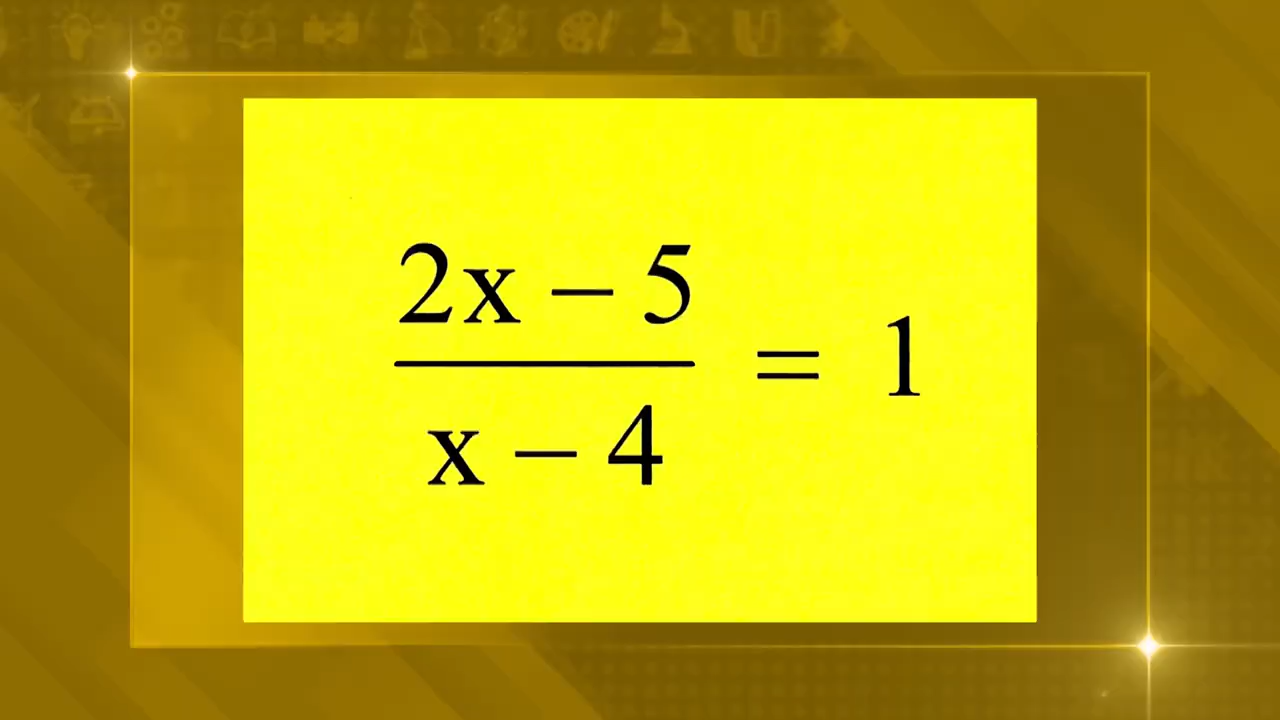 2x – 5
x – 4
= 1